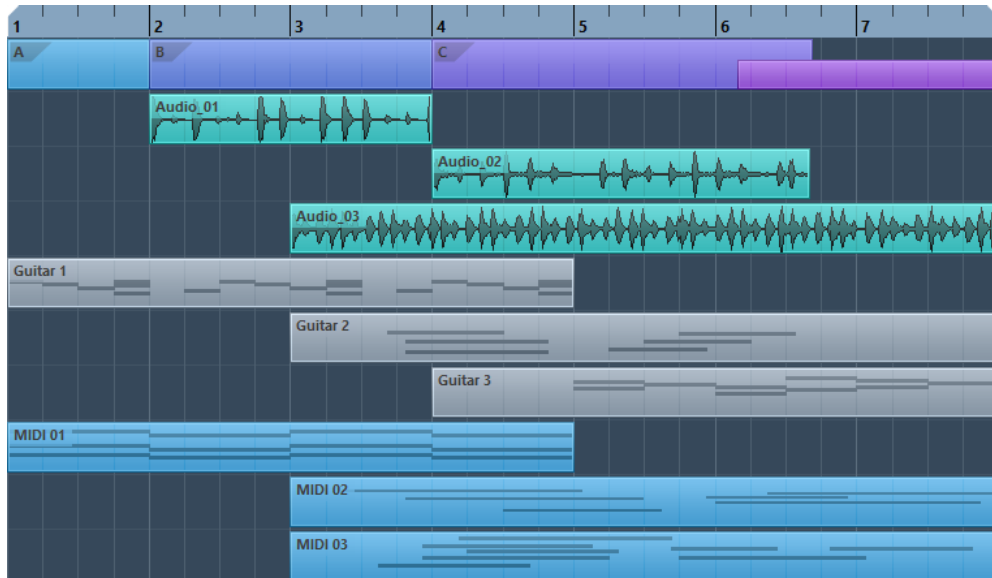 1 2 3 4 5 6 7
A B C
Audio_01
Audio_02
Audio_03
Guitar 1
Guitar 2
Guitar 3
MIDI 01
MIDI 02
MIDI 03